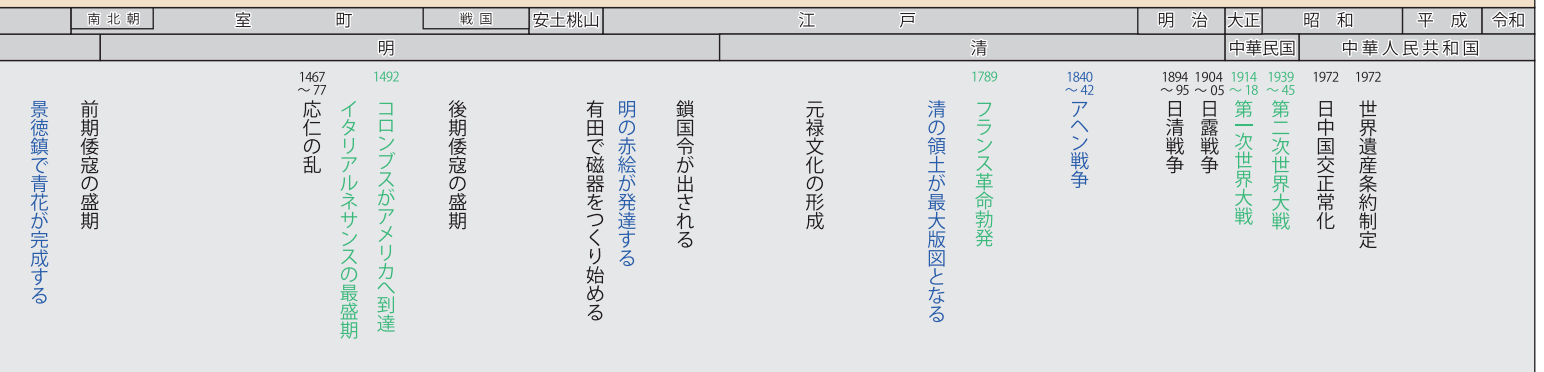 南北朝
室町
戦国
安土桃山
江戸
明治
大正
昭和
平成
令和
明
清
中華民国
中華人民共和国
景徳鎮で青花が完成する
前期倭寇の盛期
1467
～77
応仁の乱
イタリアルネサンスの最盛期
1492
コロンブスがアメリカへ到達
後期倭寇の盛期
有田で磁器をつくり始める
明の赤絵が発達する
鎖国令が出される
元禄文化の形成
清の領土が最大版図となる
1789
フランス革命勃発
1840
～42
アヘン戦争
1894
～95
日清戦争
1904
～05
日露戦争
1914
～18
第一次世界大戦
1939
～45
第二次世界大戦
1972
日中国交正常化
1972
世界遺産条約制定